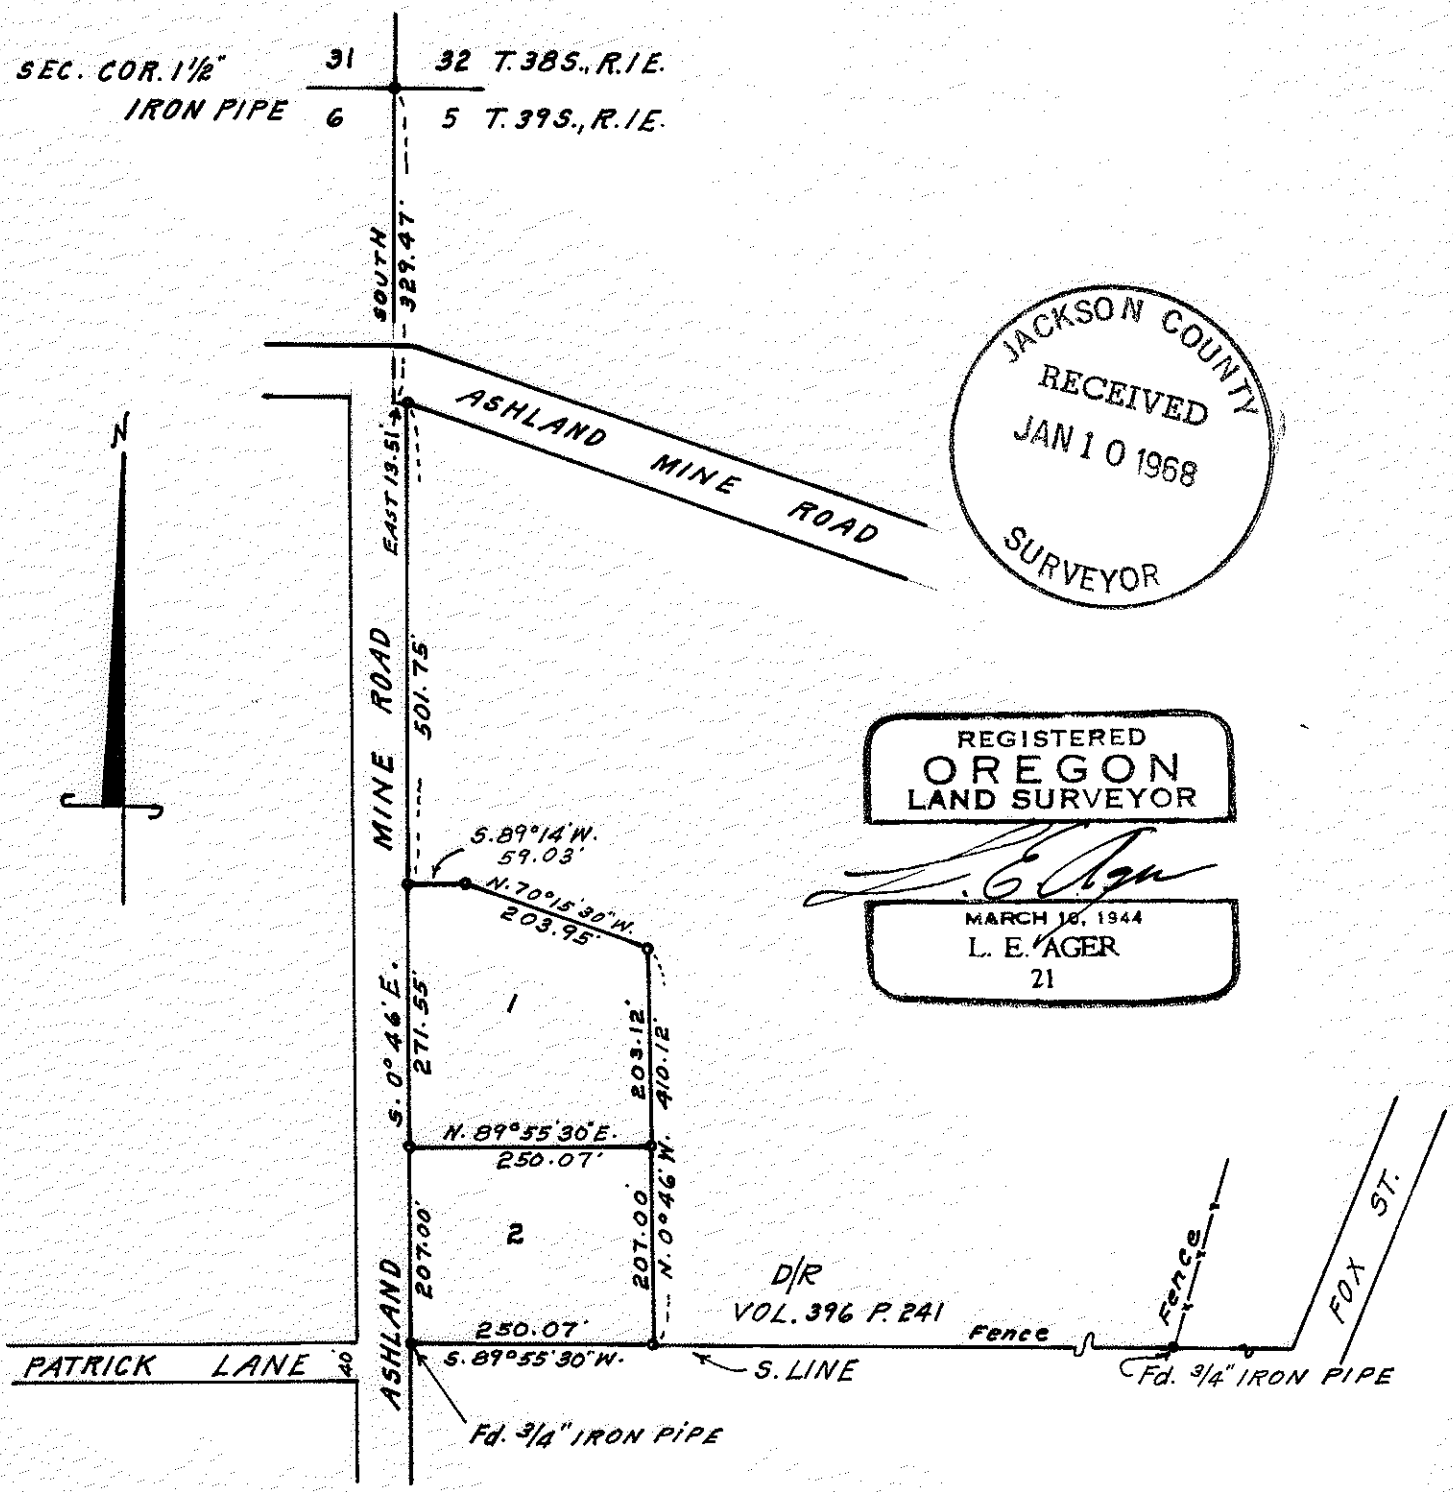 SEC. COR. 1½"
IRON PIPE
31
32 T.38S., R.1E.
6
5 T.39S., R.1E.
SOUTH
329.47'
JACKSON COUNTY
RECEIVED
JAN 10 1968
SURVEYOR
N
EAST 13.51'
ASHLAND MINE ROAD
501.75'
ASHLAND MINE ROAD
REGISTERED
OREGON
LAND SURVEYOR
L. E. Ager
MARCH 10, 1944
L. E. AGER
21
S.89°14'W.
59.03'
N.70°15'30"W.
203.95'
S. 0°46'E.
271.55'
1
203.12'
410.12'
N. 89°55'30"E.
250.07'
N. 0°46'W.
207.00'
2
207.00'
250.07'
S. 89°55'30"W.
D/R
VOL. 396 P. 241
Fence
S. LINE
Fence
FOX ST.
Fd. 3/4" IRON PIPE
PATRICK LANE
40'
Fd. 3/4" IRON PIPE